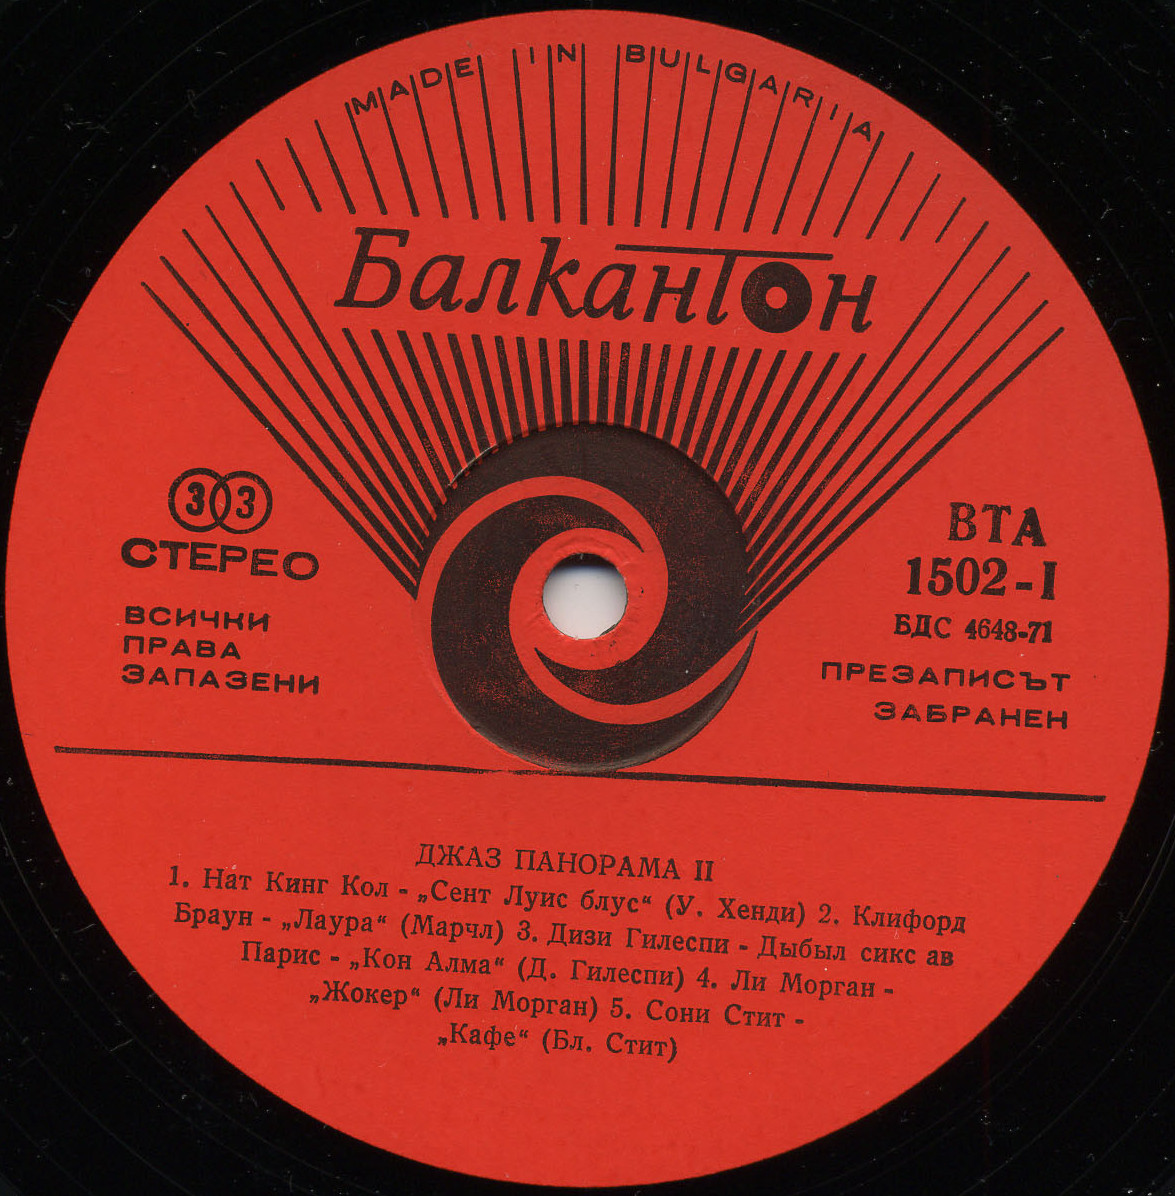 MADE IN BULGARIA
Балкантон
33
СТЕРЕО
ВСИЧКИ
ПРАВА
ЗАПАЗЕНИ
ВТА
1502-I
БДС 4648-71
ПРЕЗАПИСЪТ
ЗАБРАНЕН
ДЖАЗ ПАНОРАМА II
1. Нат Кинг Кол - „Сент Луис блус“ (У. Хенди) 2. Клифорд
Браун - „Лаура“ (Марчл) 3. Дизи Гилеспи - Дыбыл сикс ав
Парис - „Кон Алма“ (Д. Гилеспи) 4. Ли Морган -
„Жокер“ (Ли Морган) 5. Сони Стит -
„Кафе“ (Бл. Стит)